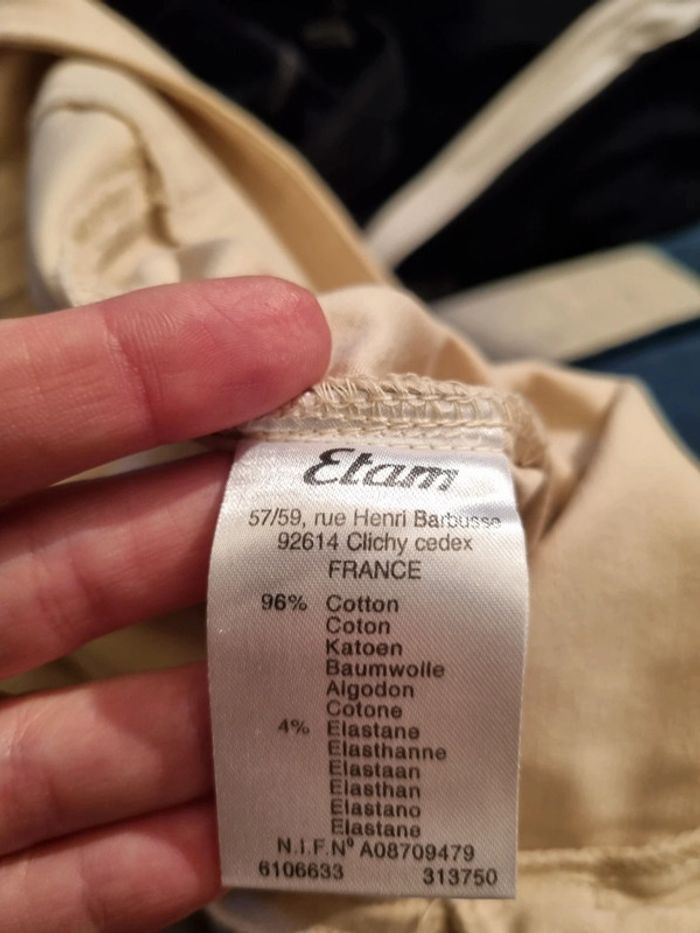 Etam
57/59, rue Henri Barbusse
92614 Clichy cedex
FRANCE
96% Cotton
Coton
Katoen
Baumwolle
Algodon
Cotone
4% Elastane
Elasthanne
Elastaan
Elasthan
Elastano
Elastane
N.I.F.Nº A08709479
6106633 313750